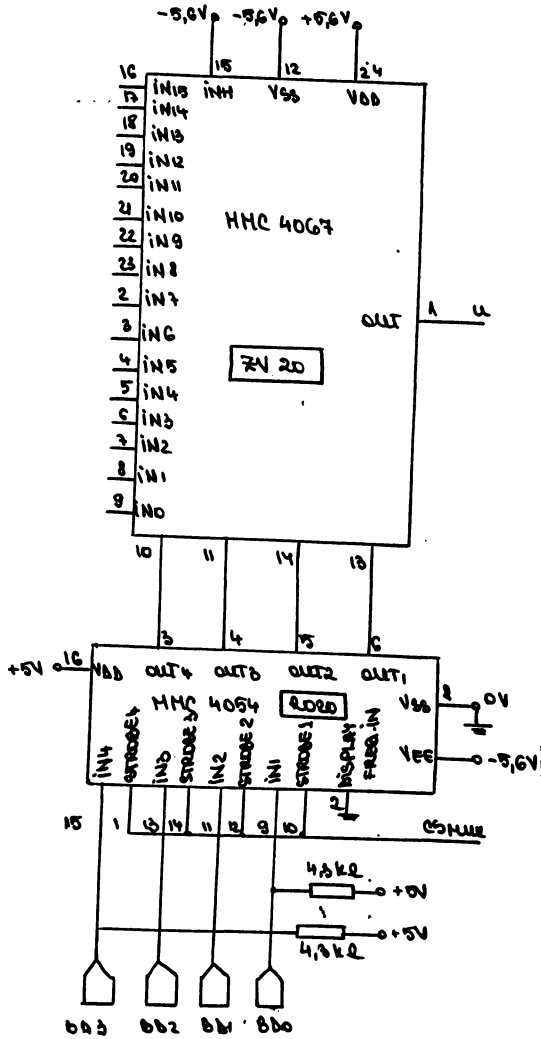 -5,6V -5,6V +5,6V
15 12 24
16 IN15 INH VSS VDD
17 IN14
18 IN13
19 IN12
20 IN11
21 IN10 MMC 4067
22 IN9
23 IN8
2 IN7
OUT 1 U
3 IN6
4 IN5 ZV 20
5 IN4
6 IN3
7 IN2
8 IN1
9 IN0
10 11 14 13
3 4 5 6
+5V 16 VDD OUT4 OUT3 OUT2 OUT1
MMC 4054 2020 VSS 8 0V
IN4 STROBE4 IN3 STROBE3 IN2 STROBE2 IN1 STROBE1 DISPLAY FREQ.IN VEE -5,6V
2
15 1 13 14 11 12 9 10 CSMUX
4,3kΩ +5V
+5V
4,3kΩ
BD3 BD2 BD1 BD0